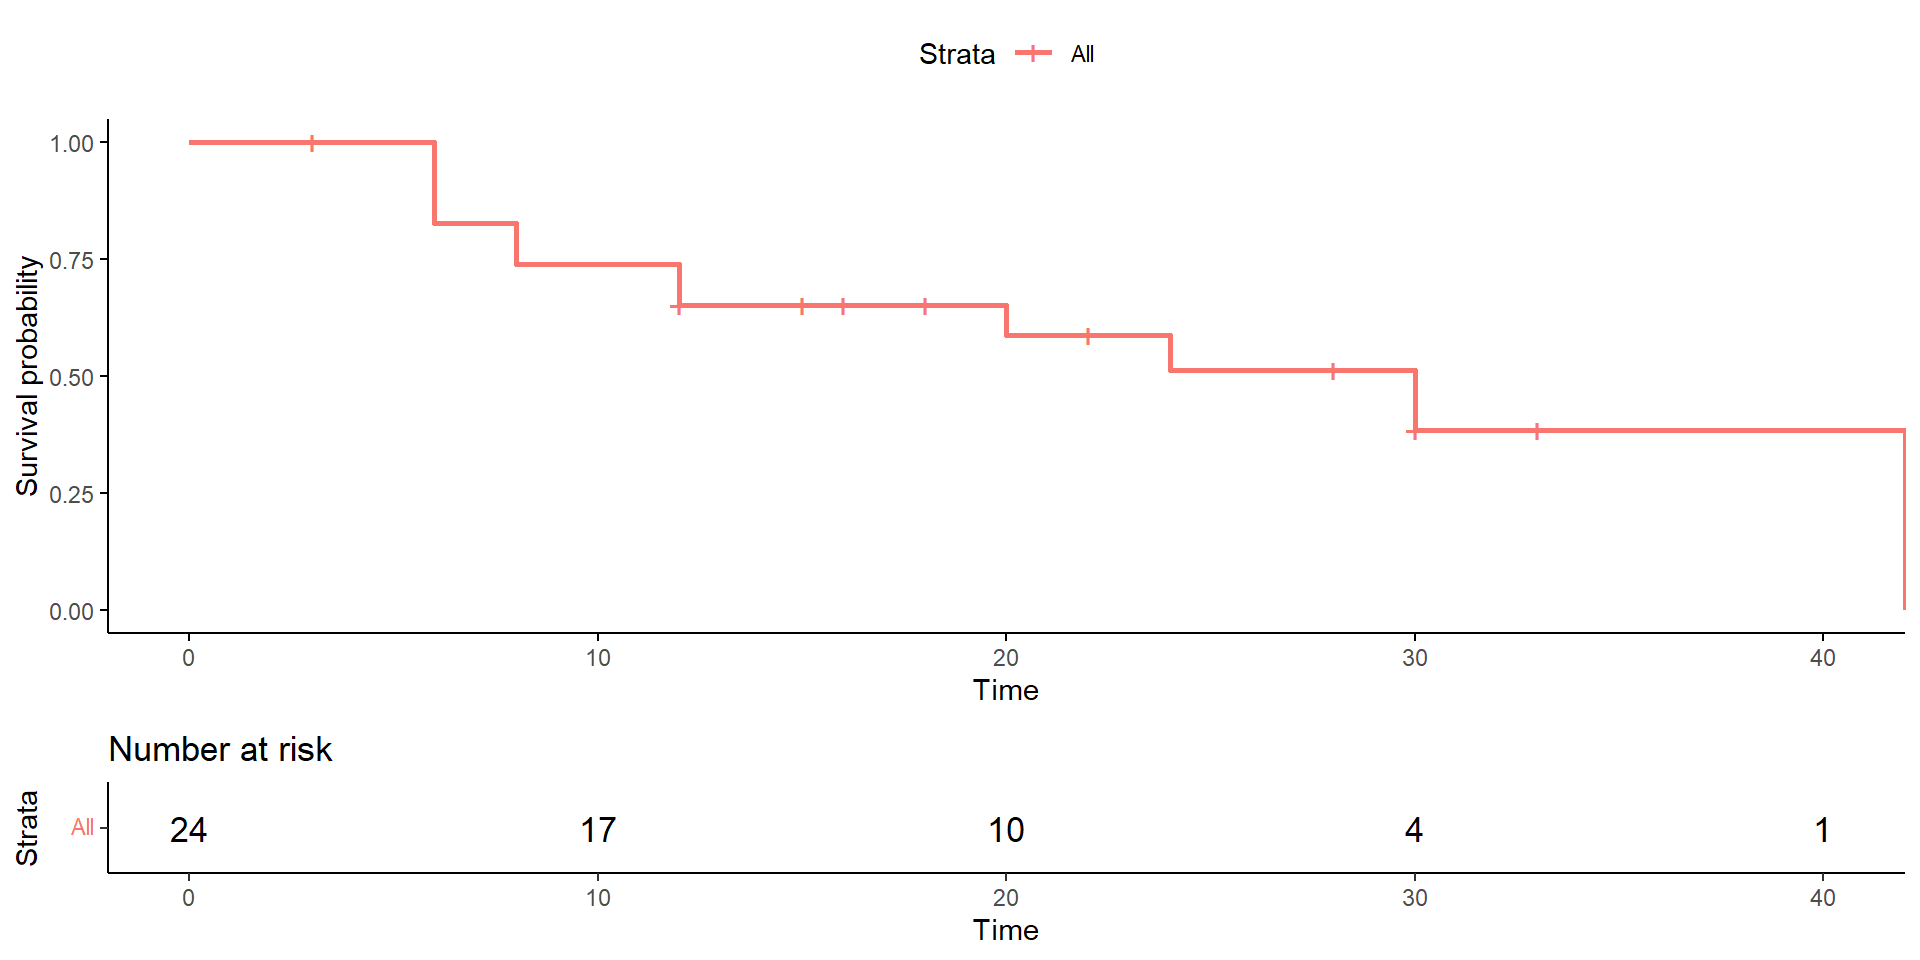 Strata All
Survival probability
1.00
0.75
0.50
0.25
0.00
0 10 20 30 40
Time
Number at risk
Strata
All 24 17 10 4 1
0 10 20 30 40
Time